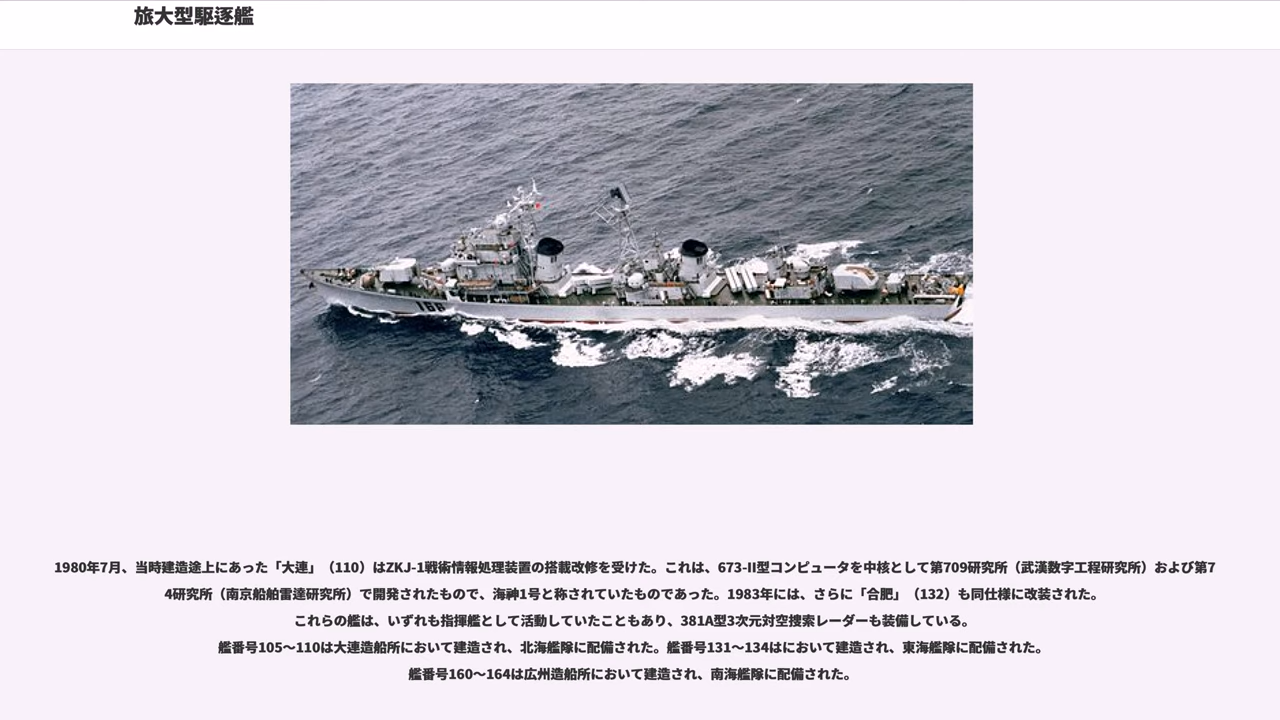 旅大型駆逐艦
166
1980年7月、当時建造途上にあった「大連」（110）はZKJ-1戦術情報処理装置の搭載改修を受けた。これは、673-II型コンピュータを中核として第709研究所（武漢数字工程研究所）および第7
4研究所（南京船舶雷達研究所）で開発されたもので、海神1号と称されていたものであった。1983年には、さらに「合肥」（132）も同仕様に改装された。
これらの艦は、いずれも指揮艦として活動していたこともあり、381A型3次元対空捜索レーダーも装備している。
艦番号105〜110は大連造船所において建造され、北海艦隊に配備された。艦番号131〜134はにおいて建造され、東海艦隊に配備された。
艦番号160〜164は広州造船所において建造され、南海艦隊に配備された。